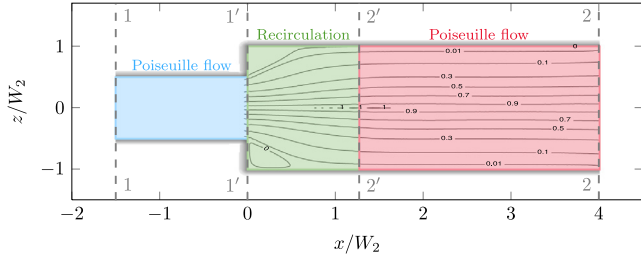 1 1′ 2′ 2
Recirculation Poiseuille flow
1 0
0.01
Poiseuille flow 0.1
0.3
0.5
0.7
z/W₂ 0 1 1 1 0.9
0.9
0.7
0.5
0.3 0.1
0 0.01
−1
1 1′ 2′ 2
−2 −1 0 1 2 3 4
x/W₂